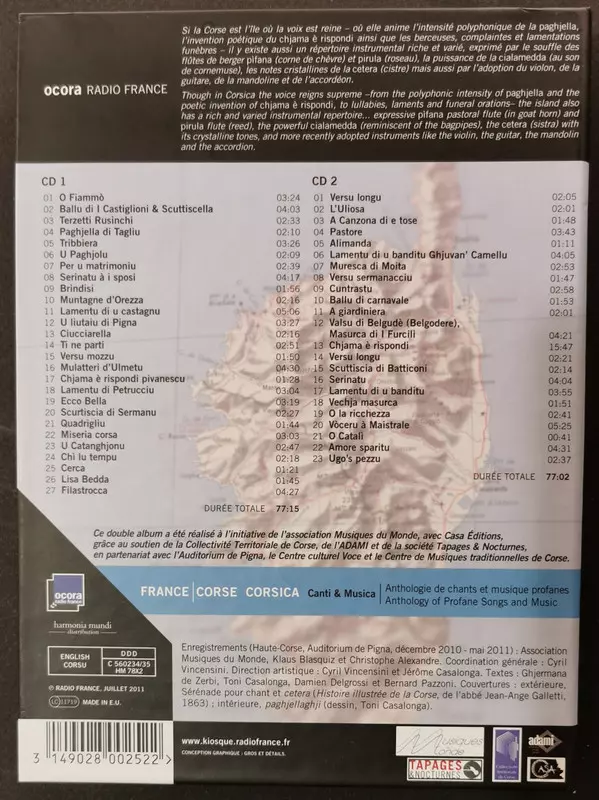 Si la Corse est l'île où la voix est reine – où elle anime l'intensité polyphonique de la paghjella,
l'invention poétique du chjama è rispondi ainsi que les berceuses, complaintes et lamentations
funèbres – il y existe aussi un répertoire instrumental riche et varié, exprimé par le souffle des
flûtes de berger pifana (corne de chèvre) et pirula (roseau), la puissance de la cialamedda (au son
de cornemuse), les notes cristallines de la cetera (cistre) mais aussi par l'adoption du violon, de la
guitare, de la mandoline et de l'accordéon.
ocora RADIO FRANCE
Though in Corsica the voice reigns supreme –from the polyphonic intensity of paghjella and the
poetic invention of chjama è rispondi, to lullabies, laments and funeral orations– the island also
has a rich and varied instrumental repertoire... expressive pifana pastoral flute (in goat horn) and
pirula flute (reed), the powerful cialamedda (reminiscent of the bagpipes), the cetera (sistra) with
its crystalline tones, and more recently adopted instruments like the violin, the guitar, the mandolin
and the accordion.
CD 1
01 O Fiammò 03:24
02 Ballu di I Castiglioni & Scuttiscella 04:03
03 Terzetti Rusinchi 02:33
04 Paghjella di Tagliu 02:10
05 Tribbiera 03:26
06 U Paghjolu 02:09
07 Per u matrimoniu 02:39
08 Serinatu à i sposi 04:17
09 Brindisi 01:56
10 Muntagne d'Orezza 02:16
11 Lamentu di u castagnu 05:06
12 U liutaiu di Pigna 03:27
13 Ciucciarella 02:16
14 Ti ne parti 02:51
15 Versu mozzu 01:50
16 Mulatteri d'Ulmetu 04:30
17 Chjama è rispondi pivanescu 01:28
18 Lamentu di Petrucciu 03:04
19 Ecco Bella 03:19
20 Scurtiscia di Sermanu 02:27
21 Quadrigliu 01:44
22 Miseria corsa 03:03
23 U Catanghjonu 02:47
24 Chì lu tempu 02:18
25 Cerca 01:21
26 Lisa Bedda 01:45
27 Filastrocca 04:27
DURÉE TOTALE 77:15
CD 2
01 Versu longu 02:05
02 L'Uliosa 02:01
03 A Canzona di e tose 01:48
04 Pastore 03:43
05 Alimanda 01:11
06 Lamentu di u banditu Ghjuvan' Camellu 04:05
07 Muresca di Moita 02:53
08 Versu sermanacciu 01:47
09 Cuntrastu 02:58
10 Ballu di carnavale 01:53
11 A giardiniera 02:01
12 Valsu di Belgudè (Belgodere),
Masurca di I Furcili 04:21
13 Chjama è rispondi 15:47
14 Versu longu 02:21
15 Scuttiscia di Batticoni 02:14
16 Serinatu 04:04
17 Lamentu di u banditu 03:55
18 Vechja masurca 01:51
19 O la ricchezza 02:41
20 Vòceru à Maistrale 05:25
21 O Catalì 00:41
22 Amore spartu 04:31
23 Ugo's pezzu 02:37
DURÉE TOTALE 77:02
Ce double album a été réalisé à l'initiative de l'association Musiques du Monde, avec Casa Éditions,
grâce au soutien de la Collectivité Territoriale de Corse, de l'ADAMI et de la société Tapages & Nocturnes,
en partenariat avec l'Auditorium de Pigna, le Centre culturel Voce et le Centre de Musiques traditionnelles de Corse.
ocora
radio france
FRANCE | CORSE CORSICA Canti & Musica
Anthologie de chants et musique profanes
Anthology of Profane Songs and Music
harmonia mundi
distribution
ENGLISH
CORSU
DDD
C 560234/35
HM 78X2
℗ RADIO FRANCE, JUILLET 2011
LC 11719 MADE IN E.U.
Enregistrements (Haute-Corse, Auditorium de Pigna, décembre 2010 - mai 2011) : Association
Musiques du Monde, Klaus Blasquiz et Christophe Alexandre. Coordination générale : Cyril
Vincensini. Direction artistique : Cyril Vincensini et Jérôme Casalonga. Textes : Ghjermana
de Zerbi, Toni Casalonga, Damien Delgrossi et Bernard Pazzoni. Couvertures : extérieure,
Sérénade pour chant et cetera (Histoire illustrée de la Corse, de l'abbé Jean-Ange Galletti,
1863) ; intérieure, paghjellaghji (dessin, Toni Casalonga).
3 149028 002522 >
www.kiosque.radiofrance.fr
CONCEPTION GRAPHIQUE : GROS ET DÉTAILS.
Musiques
Monde
TAPAGES
& NOCTURNES
adami
CASA